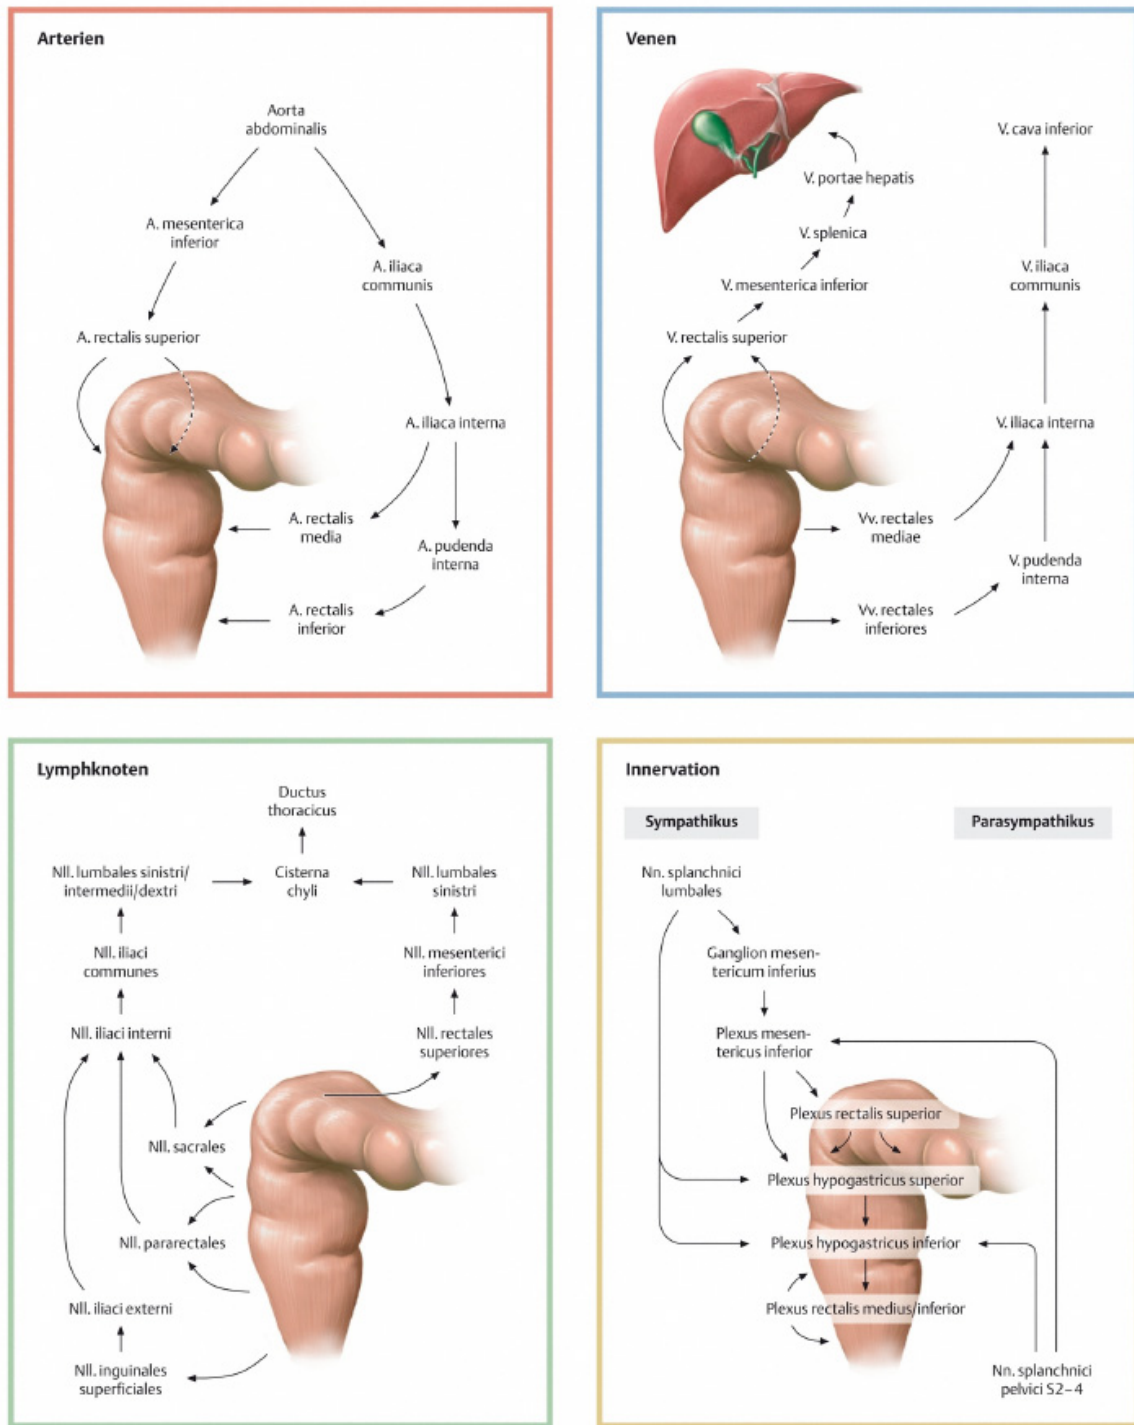 Arterien
Aorta
abdominalis
A. mesenterica
inferior
A. iliaca
communis
A. rectalis superior
A. iliaca interna
A. rectalis
media
A. pudenda
interna
A. rectalis
inferior
Venen
V. cava inferior
V. portae hepatis
V. splenica
V. iliaca
communis
V. mesenterica inferior
V. rectalis superior
V. iliaca interna
Vv. rectales
mediae
V. pudenda
interna
Vv. rectales
inferiores
Lymphknoten
Ductus
thoracicus
Nll. lumbales sinistri/
intermedii/dextri
Cisterna
chyli
Nll. lumbales
sinistri
Nll. iliaci
communes
Nll. mesenterici
inferiores
Nll. iliaci interni
Nll. rectales
superiores
Nll. sacrales
Nll. pararectales
Nll. iliaci externi
Nll. inguinales
superficiales
Innervation
Sympathikus
Parasympathikus
Nn. splanchnici
lumbales
Ganglion mesen-
tericum inferius
Plexus mesen-
tericus inferior
Plexus rectalis superior
Plexus hypogastricus superior
Plexus hypogastricus inferior
Plexus rectalis medius/inferior
Nn. splanchnici
pelvici S2–4